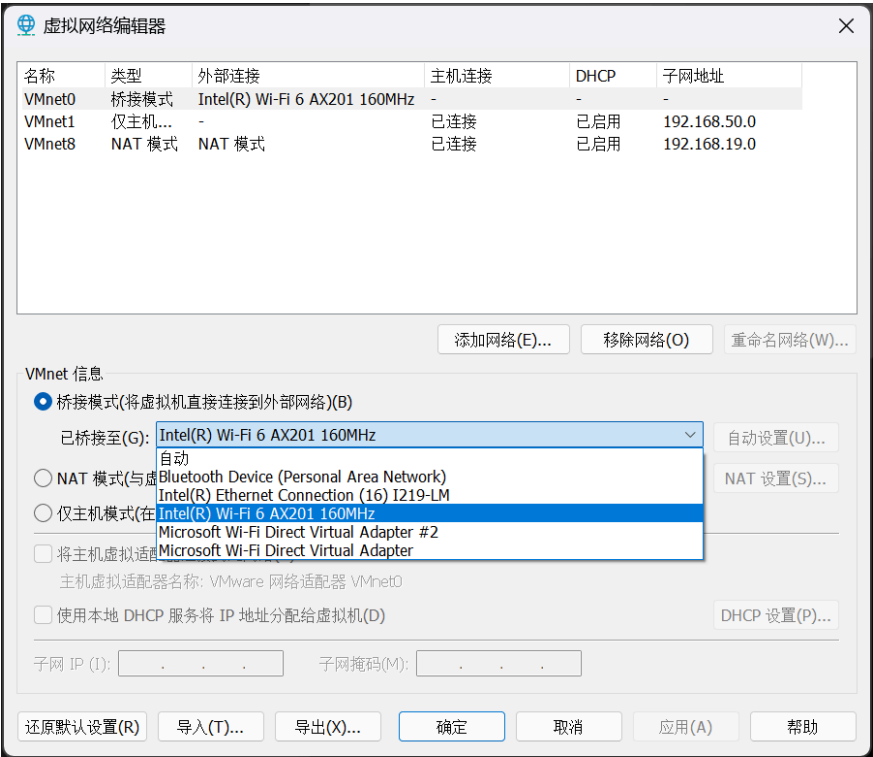 虚拟网络编辑器
名称 类型 外部连接 主机连接 DHCP 子网地址
VMnet0 桥接模式 Intel(R) Wi-Fi 6 AX201 160MHz - - -
VMnet1 仅主机... - 已连接 已启用 192.168.50.0
VMnet8 NAT 模式 NAT 模式 已连接 已启用 192.168.19.0
添加网络(E)... 移除网络(O) 重命名网络(W)...
VMnet 信息
桥接模式(将虚拟机直接连接到外部网络)(B)
已桥接至(G): Intel(R) Wi-Fi 6 AX201 160MHz 自动设置(U)...
自动
NAT 模式(与虚 Bluetooth Device (Personal Area Network) NAT 设置(S)...
Intel(R) Ethernet Connection (16) I219-LM
仅主机模式(在 Intel(R) Wi-Fi 6 AX201 160MHz
Microsoft Wi-Fi Direct Virtual Adapter #2
将主机虚拟适 Microsoft Wi-Fi Direct Virtual Adapter
主机虚拟适配器名称: VMware 网络适配器 VMnet0
使用本地 DHCP 服务将 IP 地址分配给虚拟机(D) DHCP 设置(P)...
子网 IP (I): . . . 子网掩码(M): . . .
还原默认设置(R) 导入(T)... 导出(X)... 确定 取消 应用(A) 帮助